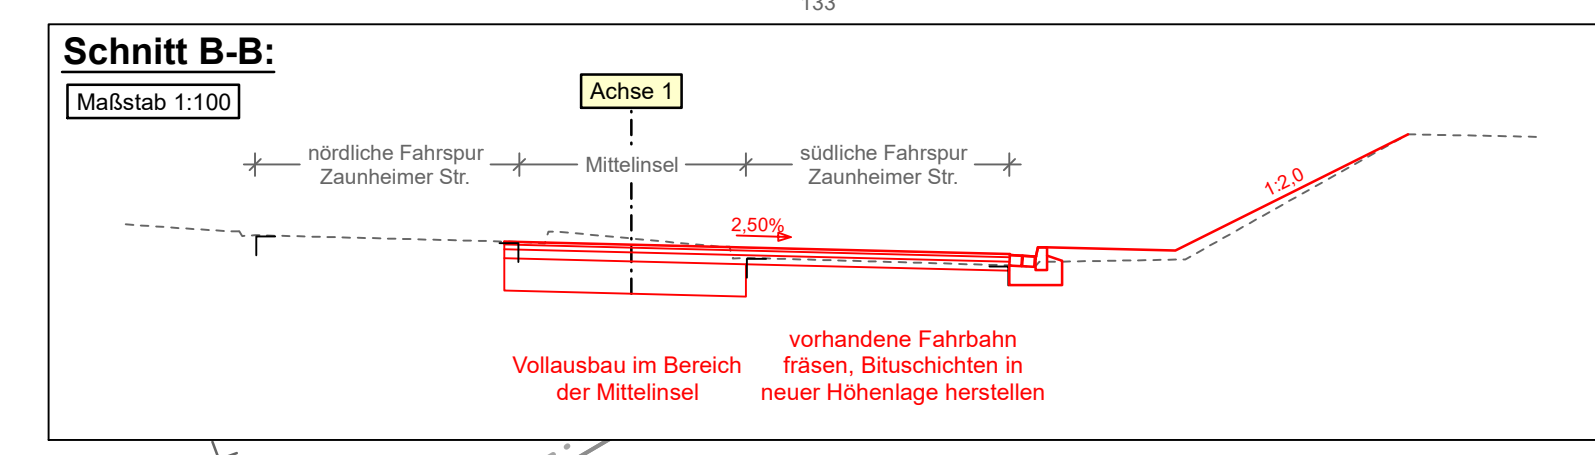 133
Schnitt B-B:
Maßstab 1:100
Achse 1
nördliche Fahrspur
Zaunheimer Str.
Mittelinsel
südliche Fahrspur
Zaunheimer Str.
2,50%
1:2,0
Vollausbau im Bereich
der Mittelinsel
vorhandene Fahrbahn
fräsen, Bituschichten in
neuer Höhenlage herstellen